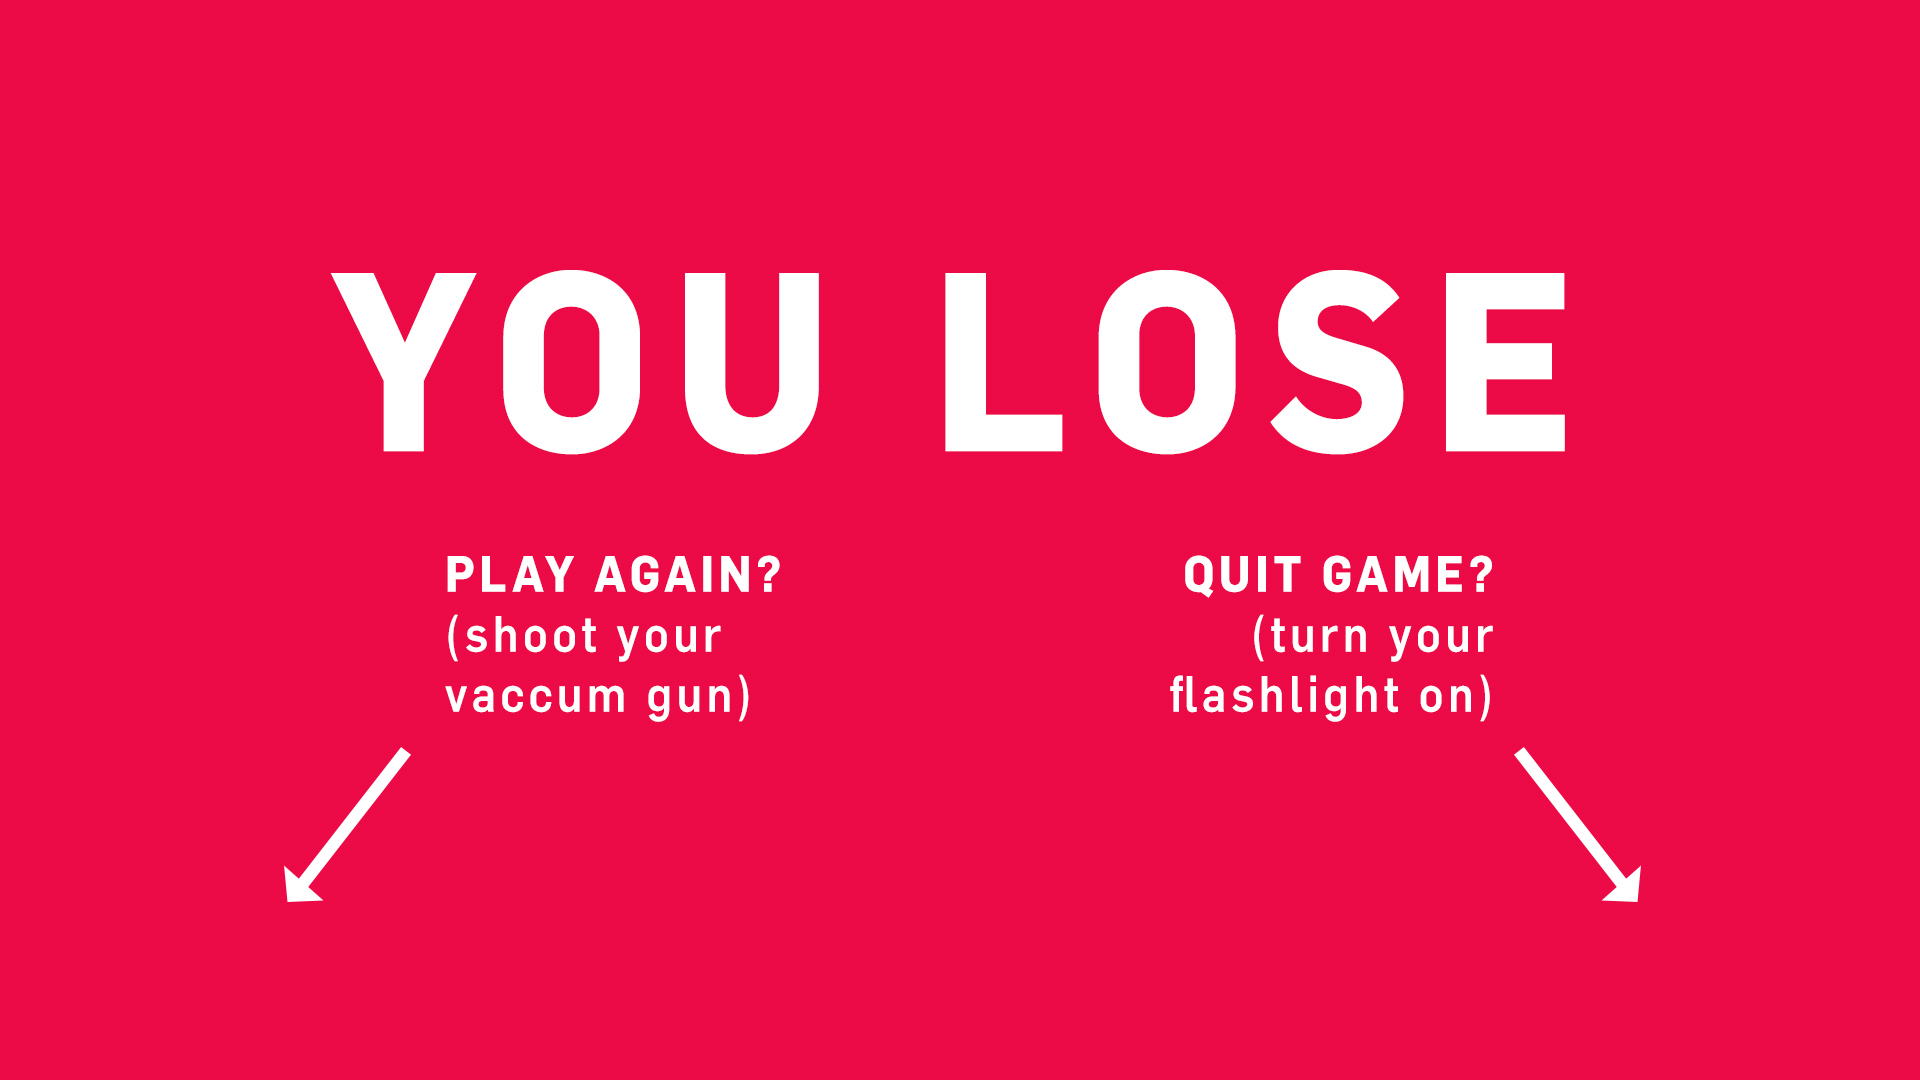 YOU LOSE
PLAY AGAIN?
(shoot your
vaccum gun)
QUIT GAME?
(turn your
flashlight on)